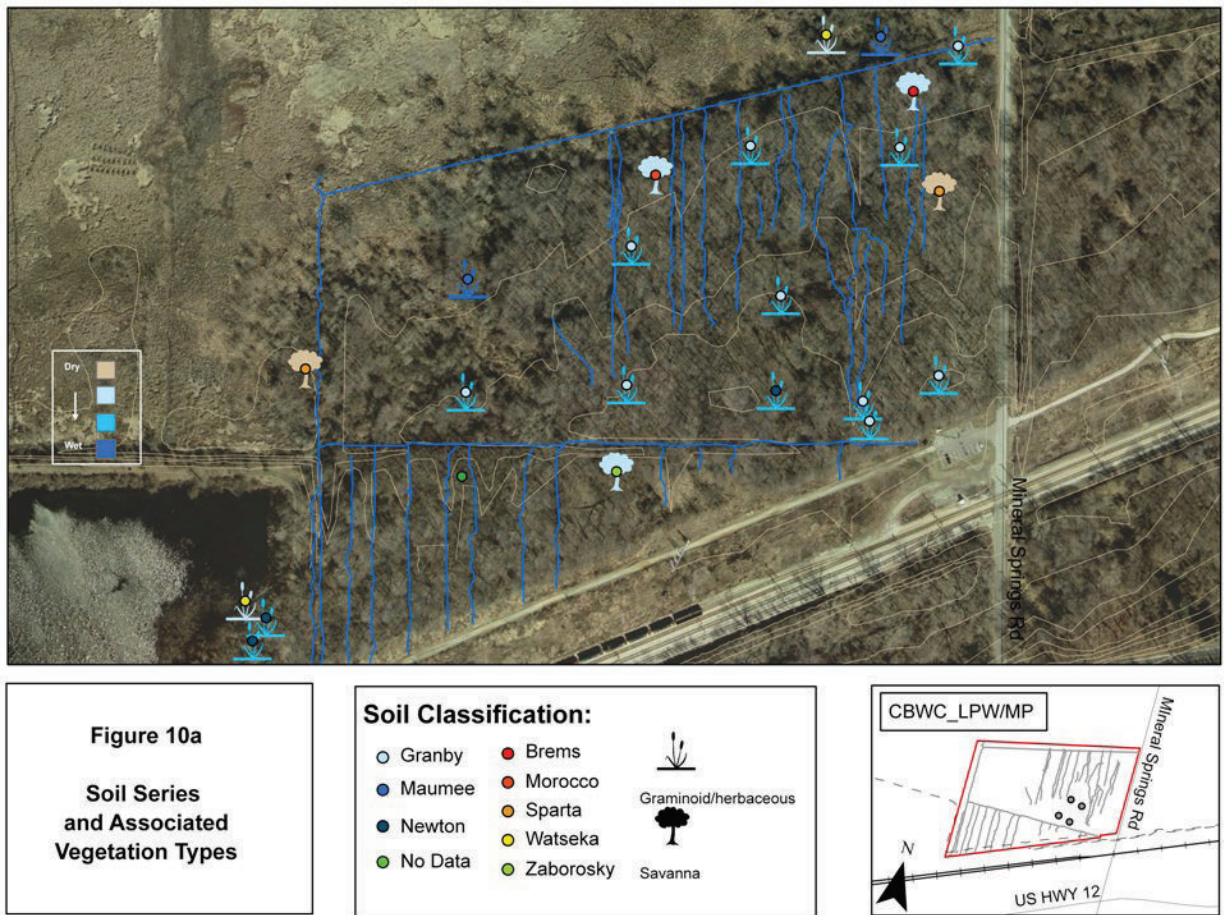 Dry
Wet
Mineral Springs Rd
Figure 10a
Soil Series
and Associated
Vegetation Types
Soil Classification:
Granby
Maumee
Newton
No Data
Brems
Morocco
Sparta
Watseka
Zaborosky
Graminoid/herbaceous
Savanna
CBWC_LPW/MP
Mineral Springs Rd
N
US HWY 12